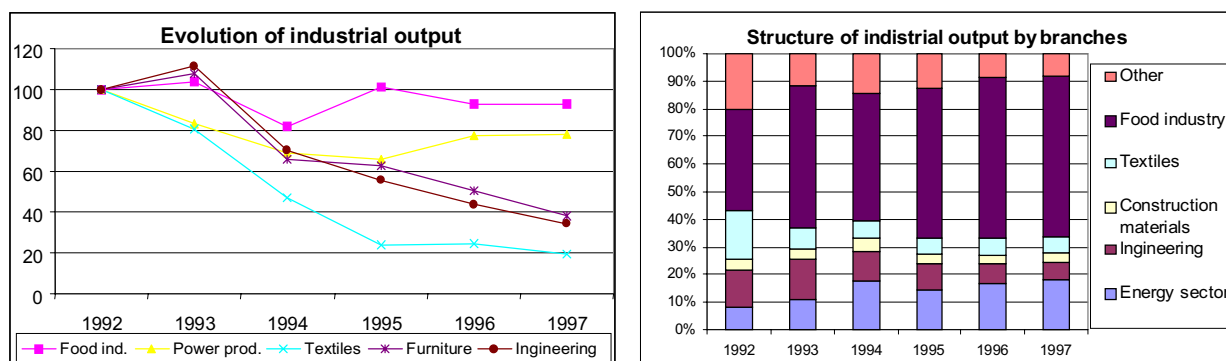 Evolution of industrial output
120
100
80
60
40
20
0
1992 1993 1994 1995 1996 1997
Food ind. Power prod. Textiles Furniture Ingineering
Structure of indistrial output by branches
100%
90%
80%
70%
60%
50%
40%
30%
20%
10%
0%
1992 1993 1994 1995 1996 1997
Other
Food industry
Textiles
Construction
materials
Ingineering
Energy sector